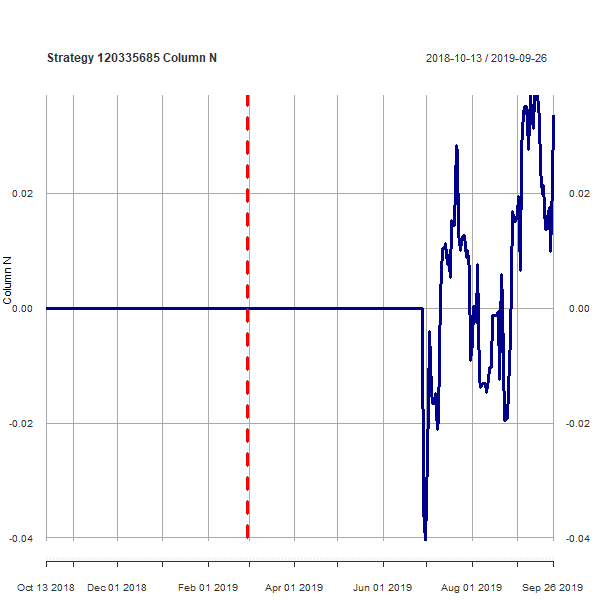 Strategy 120335685 Column N 2018-10-13 / 2019-09-26
0.02 0.02
0.00 0.00
-0.02 -0.02
-0.04 -0.04
Column N
Oct 13 2018 Dec 01 2018 Feb 01 2019 Apr 01 2019 Jun 01 2019 Aug 01 2019 Sep 26 2019